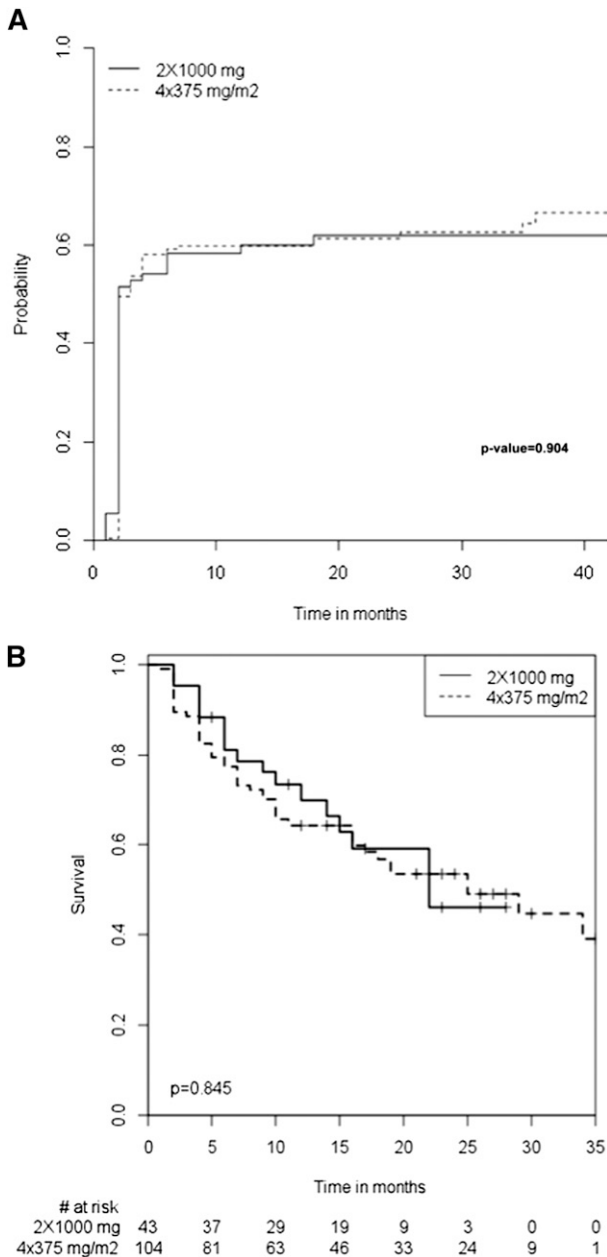 A
2X1000 mg
4x375 mg/m2
1.0
0.8
0.6
0.4
0.2
0.0
Probability
p-value=0.904
0 10 20 30 40
Time in months
B
2X1000 mg
4x375 mg/m2
1.0
0.8
0.6
0.4
0.2
0.0
Survival
p=0.845
0 5 10 15 20 25 30 35
Time in months
# at risk
2X1000 mg 43 37 29 19 9 3 0 0
4x375 mg/m2 104 81 63 46 33 24 9 1